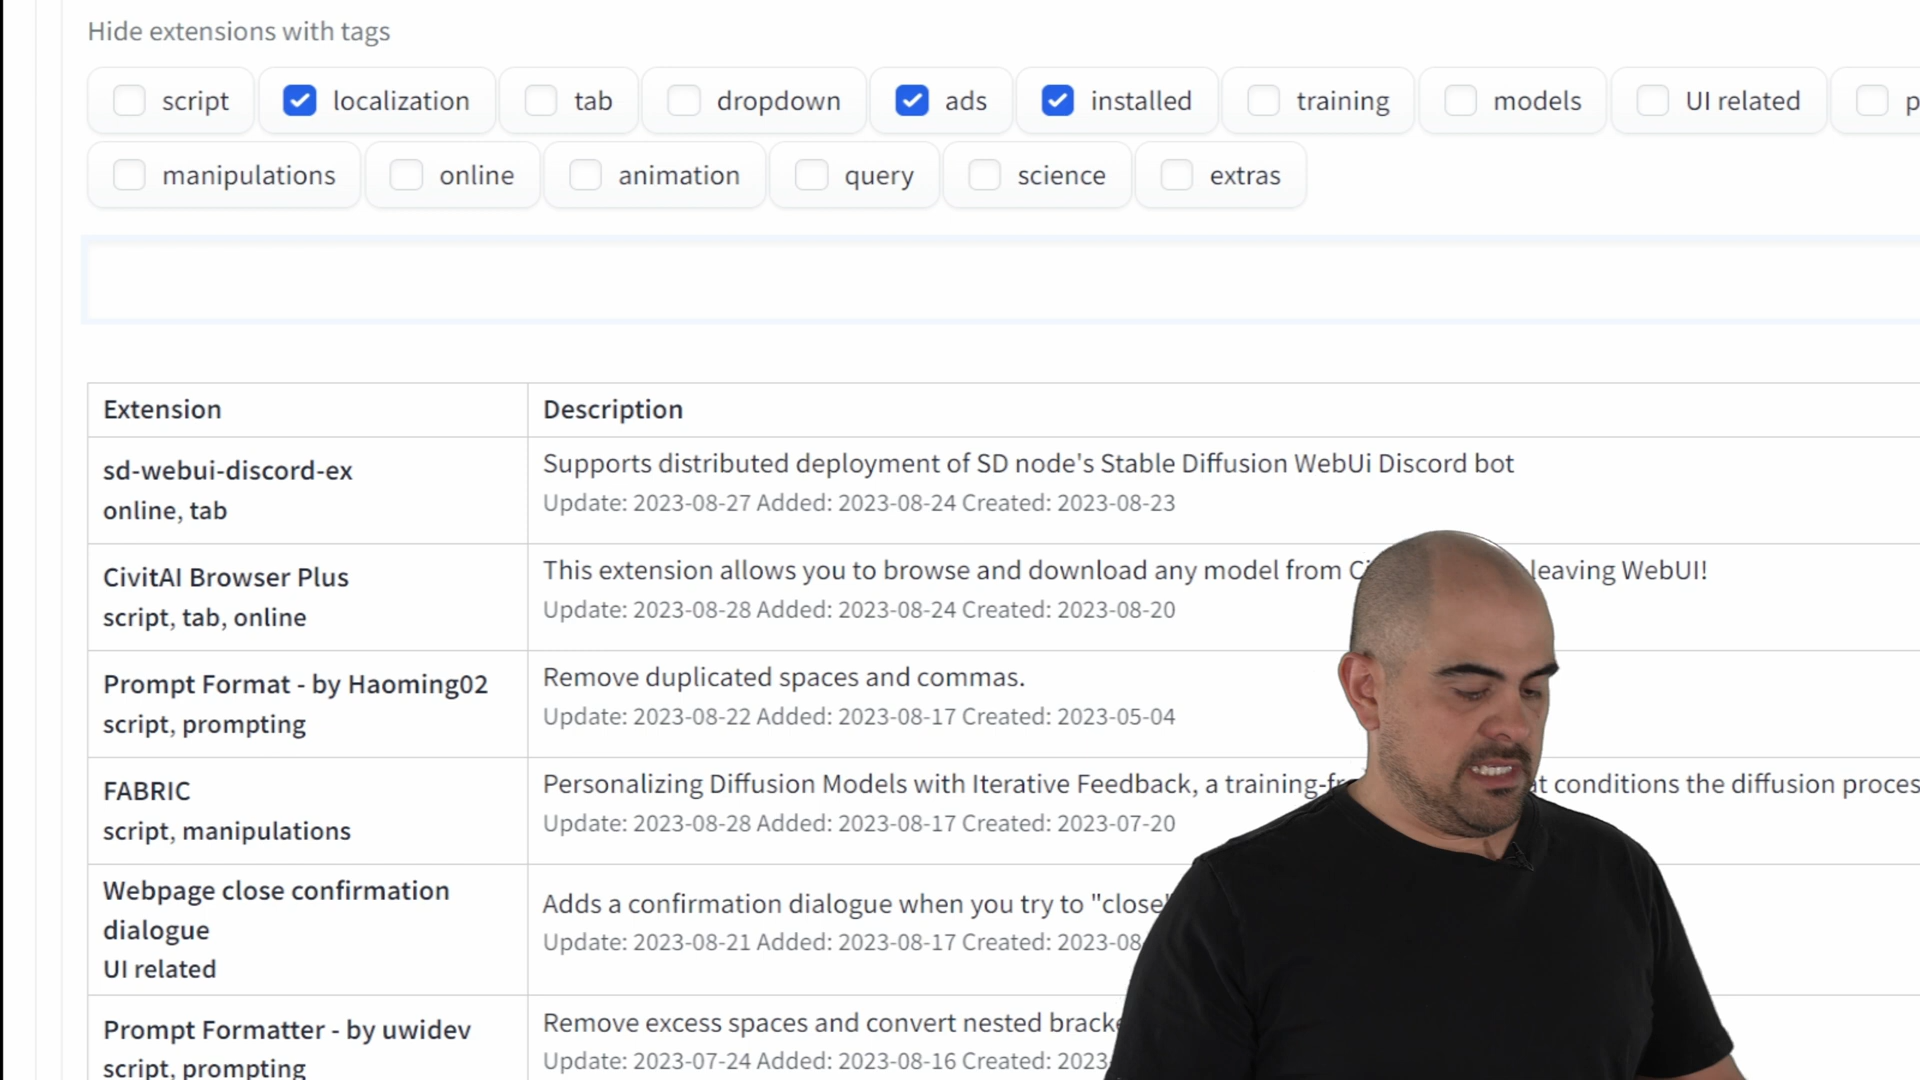 Hide extensions with tags
script localization tab dropdown ads installed training models UI related
manipulations online animation query science extras
Extension Description
sd-webui-discord-ex
online, tab
Supports distributed deployment of SD node's Stable Diffusion WebUi Discord bot
Update: 2023-08-27 Added: 2023-08-24 Created: 2023-08-23
CivitAI Browser Plus
script, tab, online
This extension allows you to browse and download any model from leaving WebUI!
Update: 2023-08-28 Added: 2023-08-24 Created: 2023-08-20
Prompt Format - by Haoming02
script, prompting
Remove duplicated spaces and commas.
Update: 2023-08-22 Added: 2023-08-17 Created: 2023-05-04
FABRIC
script, manipulations
Personalizing Diffusion Models with Iterative Feedback, a conditions the diffusion
Update: 2023-08-28 Added: 2023-08-17 Created: 2023-07-20
Webpage close confirmation
dialogue
UI related
Adds a confirmation dialogue when you try to "close"
Update: 2023-08-21 Added: 2023-08-17 Created: 2023-08-
Prompt Formatter - by uwidev
script, prompting
Remove excess spaces and convert nested
Update: 2023-07-24 Added: 2023-08-16 Created: 2023-